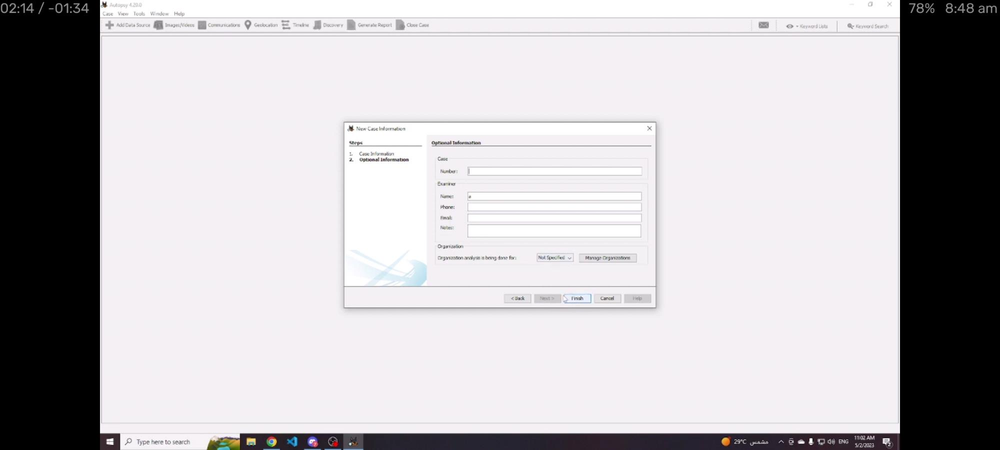 02:14 / -01:34
78% 8:48 am
Autopsy 4.20.0
Case View Tools Window Help
Add Data Source Images/Videos Communications Geolocation Timeline Discovery Generate Report Close Case Keyword Lists Keyword Search
New Case Information
Steps
1. Case Information
2. Optional Information
Optional Information
Case
Number:
Examiner
Name: a
Phone:
Email:
Notes:
Organization
Organization analysis is being done for: Not Specified Manage Organizations
< Back Next > Finish Cancel Help
Type here to search
29°C مشمس ENG
11:02 AM
5/2/2023
2